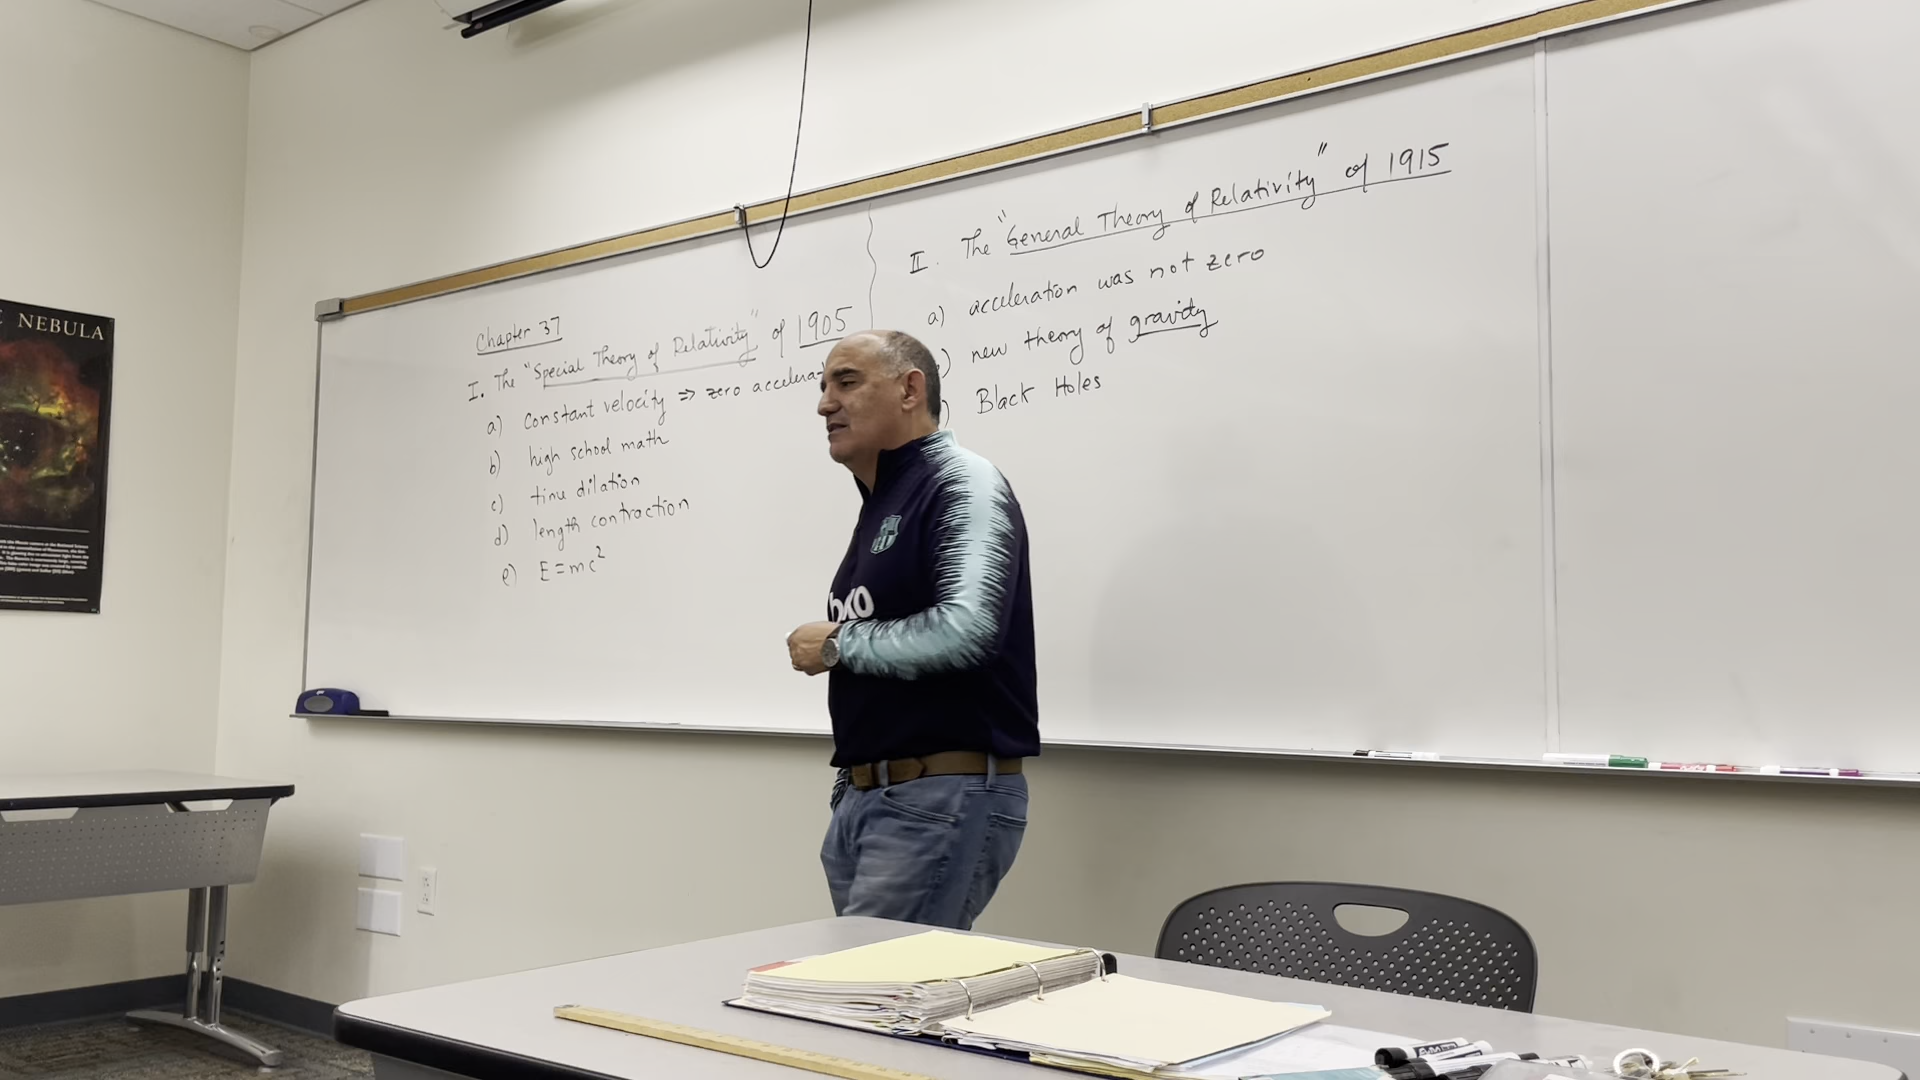 Chapter 37
I. The "Special Theory of Relativity" of 1905
a) constant velocity => zero accelerat
b) high school math
c) time dilation
d) length contraction
e) E = mc²
II. The "General Theory of Relativity" of 1915
a) acceleration was not zero
) new theory of gravity
) Black Holes
NEBULA